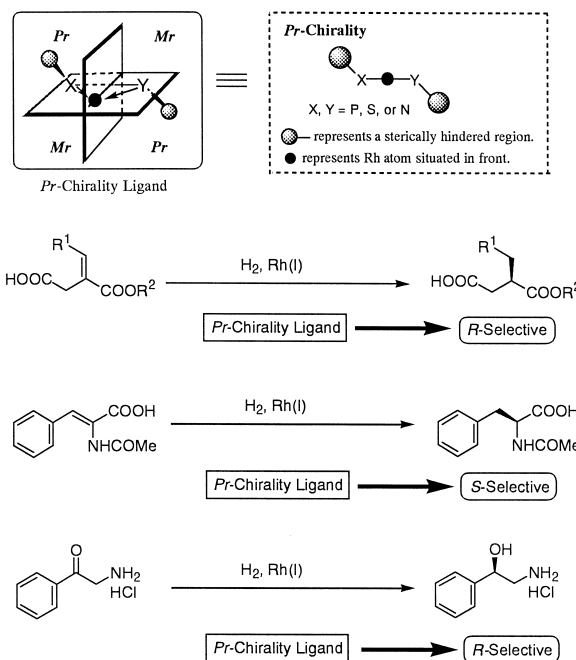 Pr
Mr
X
Y
Mr
Pr
Pr-Chirality Ligand
Pr-Chirality
X
Y
X, Y = P, S, or N
represents a sterically hindered region.
represents Rh atom situated in front.
R¹
HOOC
COOR²
H₂, Rh(I)
R¹
HOOC
COOR²
Pr-Chirality Ligand
R-Selective
COOH
NHCOMe
H₂, Rh(I)
COOH
NHCOMe
Pr-Chirality Ligand
S-Selective
O
NH₂
HCl
H₂, Rh(I)
OH
NH₂
HCl
Pr-Chirality Ligand
R-Selective